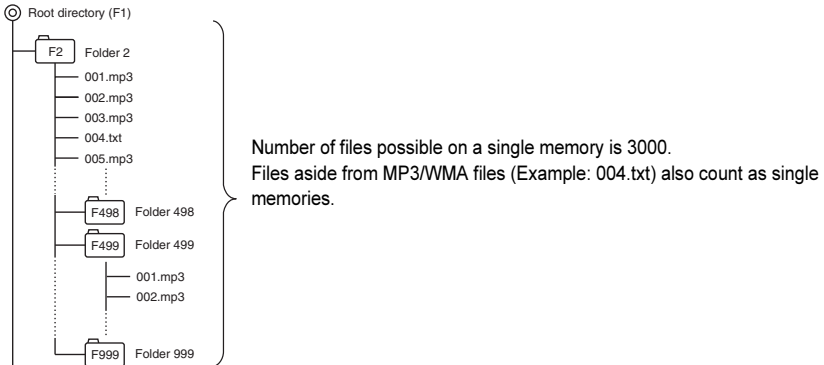 Root directory (F1)
F2 Folder 2
001.mp3
002.mp3
003.mp3
004.txt
005.mp3
Number of files possible on a single memory is 3000.
Files aside from MP3/WMA files (Example: 004.txt) also count as single
memories.
F498 Folder 498
F499 Folder 499
001.mp3
002.mp3
F999 Folder 999